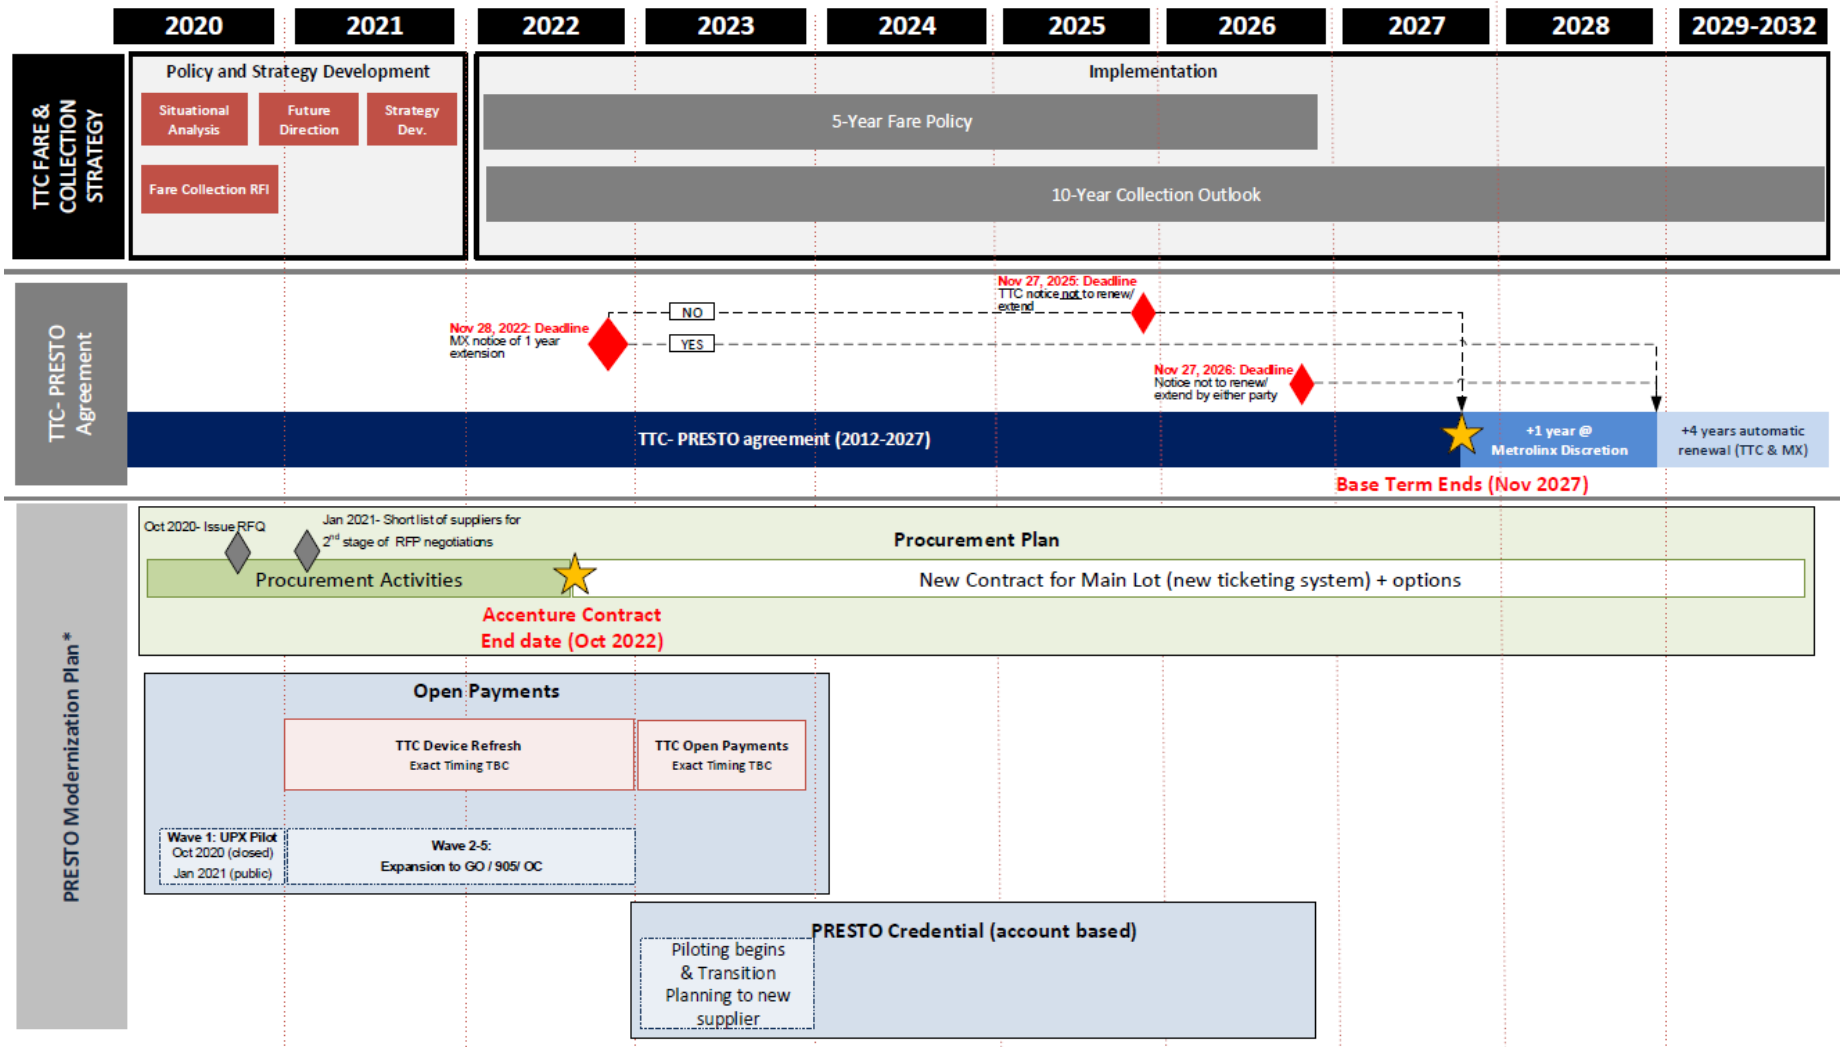 2020
2021
2022
2023
2024
2025
2026
2027
2028
2029-2032
TTC FARE &
COLLECTION
STRATEGY
Policy and Strategy Development
Situational
Analysis
Future
Direction
Strategy
Dev.
Fare Collection RFI
Implementation
5-Year Fare Policy
10-Year Collection Outlook
TTC- PRESTO
Agreement
Nov 28, 2022: Deadline
MX notice of 1 year
extension
NO
YES
Nov 27, 2025: Deadline
TTC notice not to renew/
extend
Nov 27, 2026: Deadline
Notice not to renew/
extend by either party
TTC- PRESTO agreement (2012-2027)
+1 year @
Metrolinx Discretion
+4 years automatic
renewal (TTC & MX)
Base Term Ends (Nov 2027)
PRESTO Modernization Plan*
Oct 2020- Issue RFQ
Jan 2021- Short list of suppliers for
2nd stage of RFP negotiations
Procurement Plan
Procurement Activities
New Contract for Main Lot (new ticketing system) + options
Accenture Contract
End date (Oct 2022)
Open Payments
TTC Device Refresh
Exact Timing TBC
TTC Open Payments
Exact Timing TBC
Wave 1: UPX Pilot
Oct 2020 (closed)
Jan 2021 (public)
Wave 2-5:
Expansion to GO / 905/ OC
PRESTO Credential (account based)
Piloting begins
& Transition
Planning to new
supplier